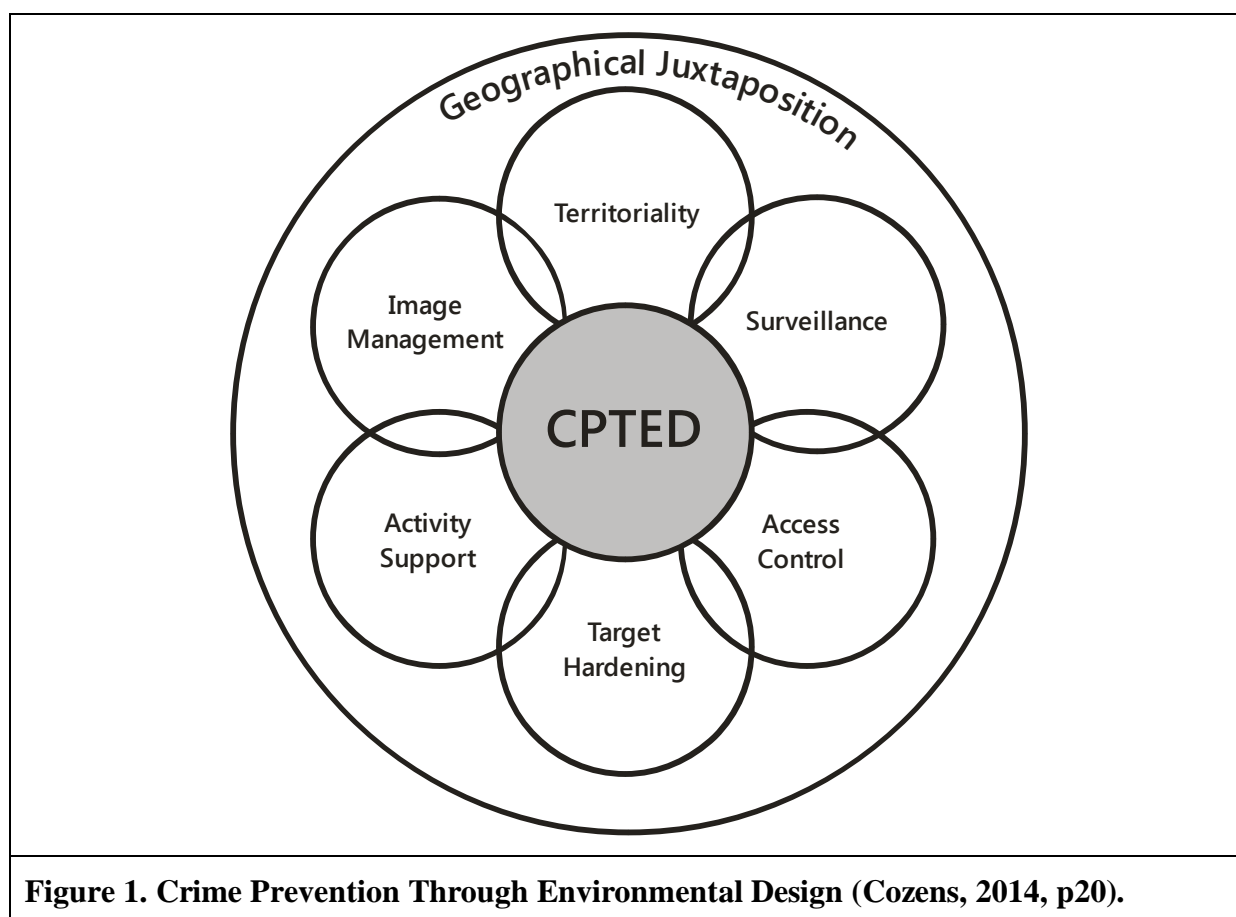 Geographical Juxtaposition
Territoriality
Image
Management
Surveillance
CPTED
Activity
Support
Access
Control
Target
Hardening
Figure 1. Crime Prevention Through Environmental Design (Cozens, 2014, p20).